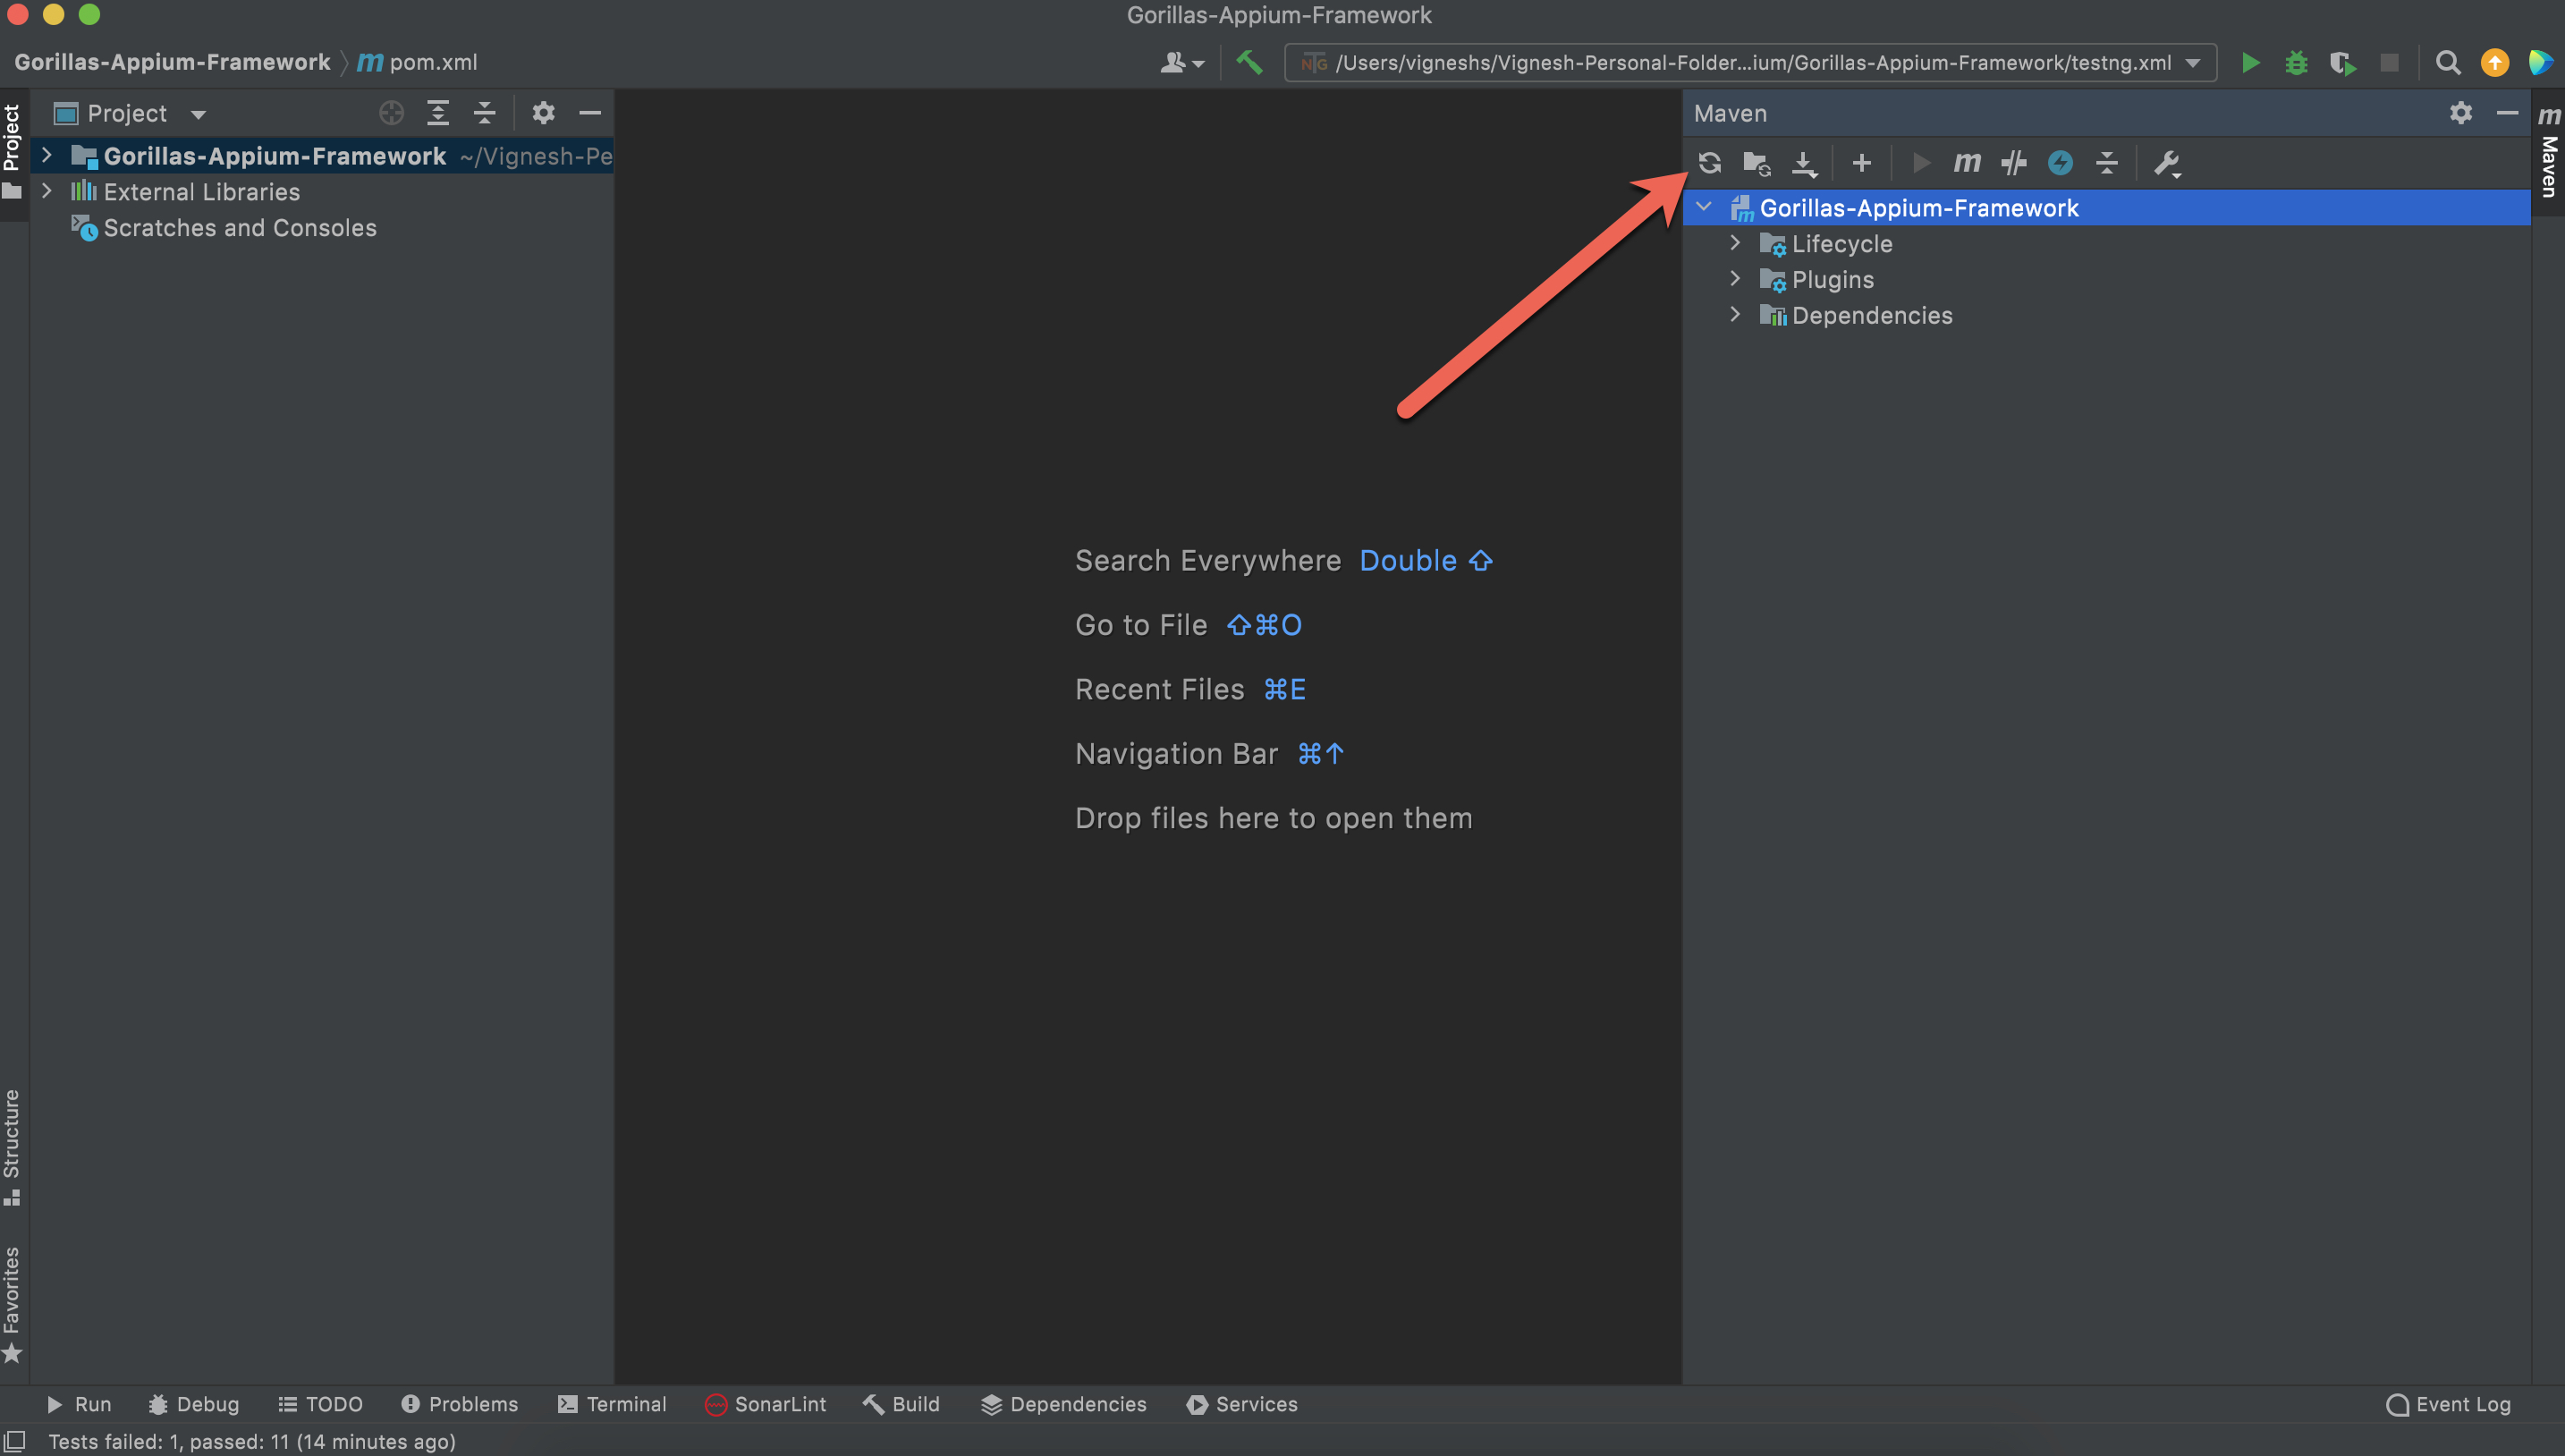 Gorillas-Appium-Framework
Gorillas-Appium-Framework m pom.xml
NTG /Users/vigneshs/Vignesh-Personal-Folder...ium/Gorillas-Appium-Framework/testng.xml
Project
Project
Maven
m Maven
Gorillas-Appium-Framework ~/Vignesh-Pe
External Libraries
Scratches and Consoles
m
Gorillas-Appium-Framework
Lifecycle
Plugins
Dependencies
Search Everywhere Double ⇧
Go to File ⇧⌘O
Recent Files ⌘E
Navigation Bar ⌘↑
Drop files here to open them
Structure
Favorites
Run Debug TODO Problems Terminal SonarLint Build Dependencies Services Event Log
Tests failed: 1, passed: 11 (14 minutes ago)